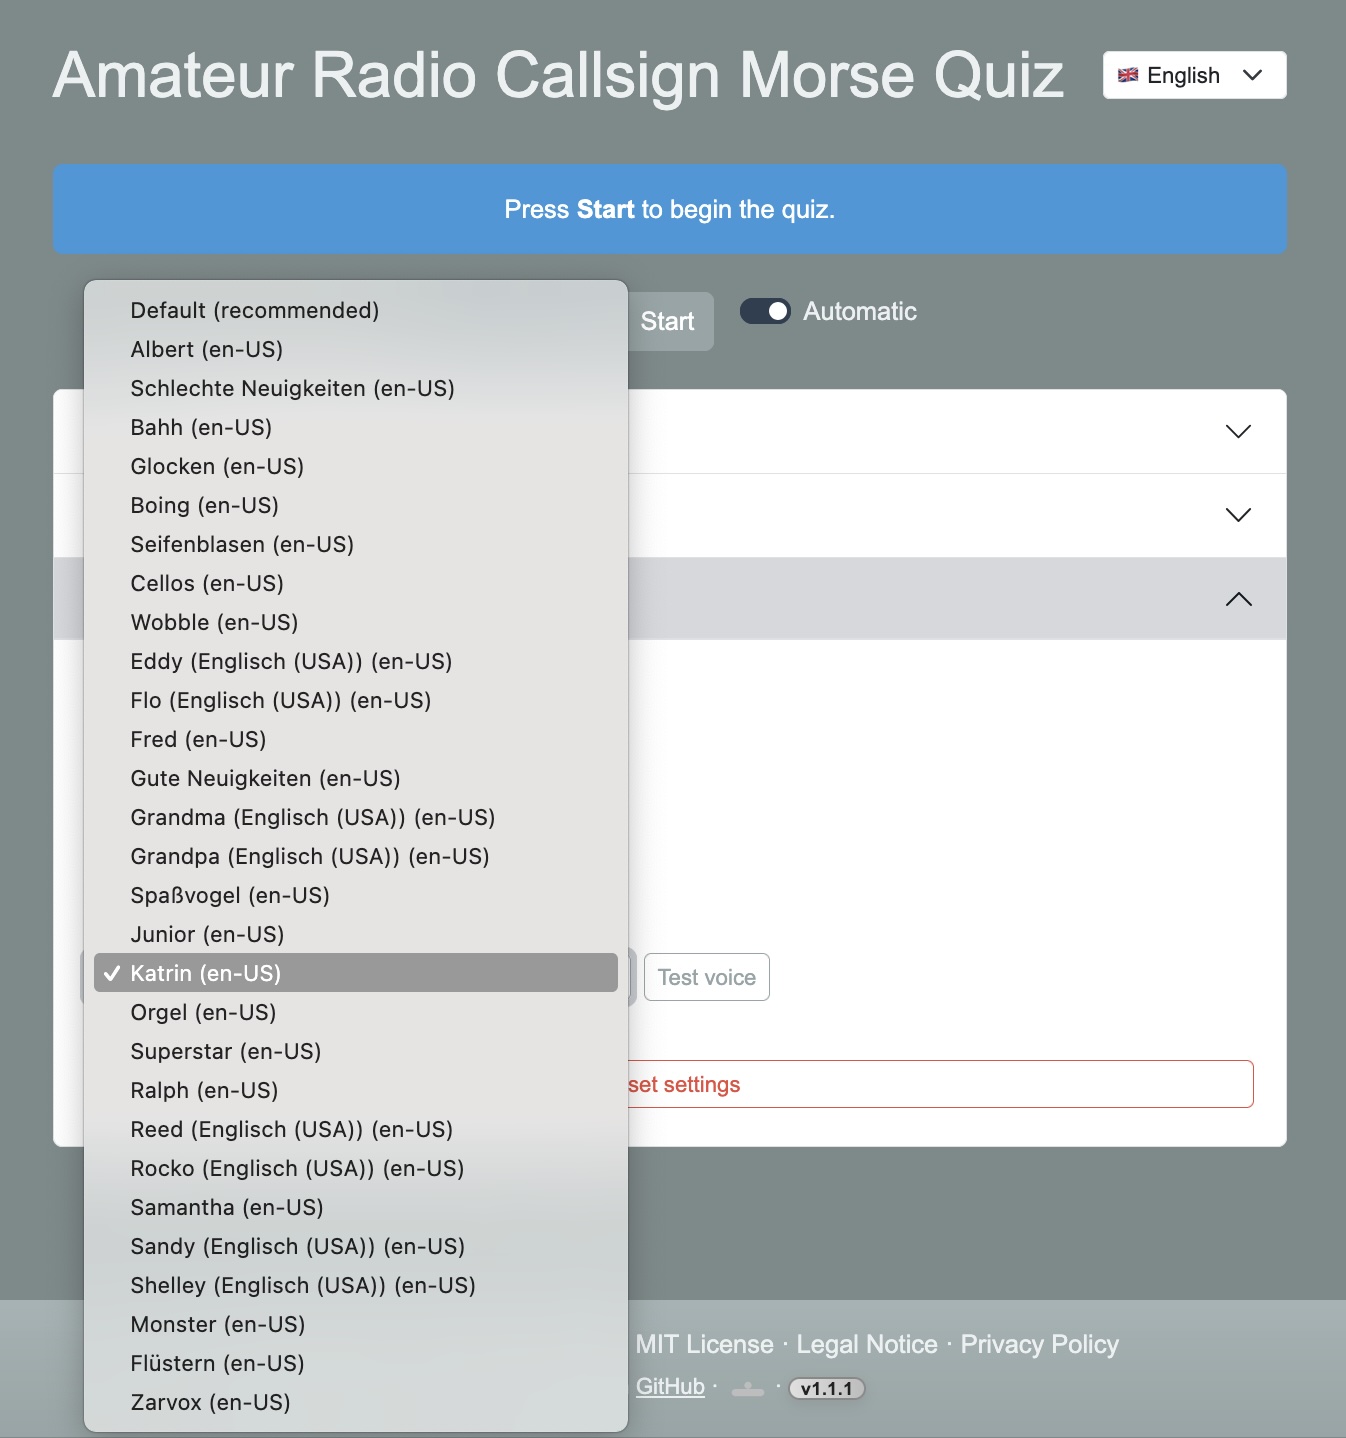 Amateur Radio Callsign Morse Quiz
English
Press Start to begin the quiz.
Start
Automatic
Default (recommended)
Albert (en-US)
Schlechte Neuigkeiten (en-US)
Bahh (en-US)
Glocken (en-US)
Boing (en-US)
Seifenblasen (en-US)
Cellos (en-US)
Wobble (en-US)
Eddy (Englisch (USA)) (en-US)
Flo (Englisch (USA)) (en-US)
Fred (en-US)
Gute Neuigkeiten (en-US)
Grandma (Englisch (USA)) (en-US)
Grandpa (Englisch (USA)) (en-US)
Spaßvogel (en-US)
Junior (en-US)
✓ Katrin (en-US)
Orgel (en-US)
Superstar (en-US)
Ralph (en-US)
Reed (Englisch (USA)) (en-US)
Rocko (Englisch (USA)) (en-US)
Samantha (en-US)
Sandy (Englisch (USA)) (en-US)
Shelley (Englisch (USA)) (en-US)
Monster (en-US)
Flüstern (en-US)
Zarvox (en-US)
Test voice
set settings
MIT License · Legal Notice · Privacy Policy
GitHub · · v1.1.1